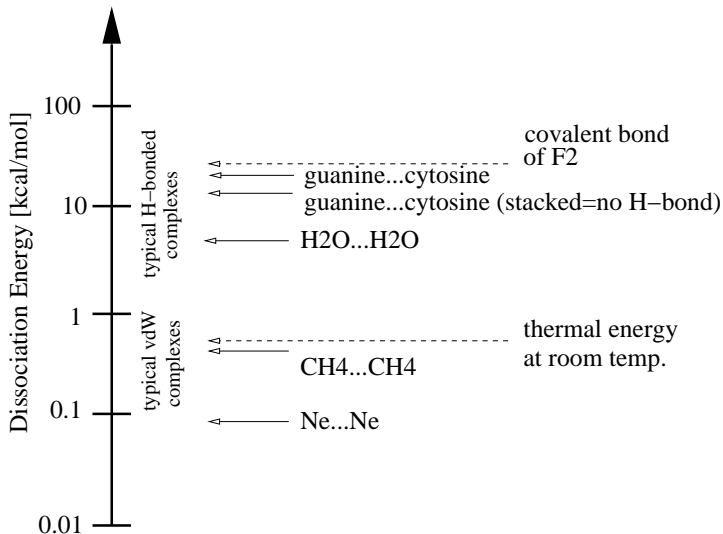 Dissociation Energy [kcal/mol]
100
10
1
0.1
0.01
typical H−bonded
complexes
typical vdW
complexes
covalent bond
of F2
guanine...cytosine
guanine...cytosine (stacked=no H−bond)
H2O...H2O
thermal energy
at room temp.
CH4...CH4
Ne...Ne